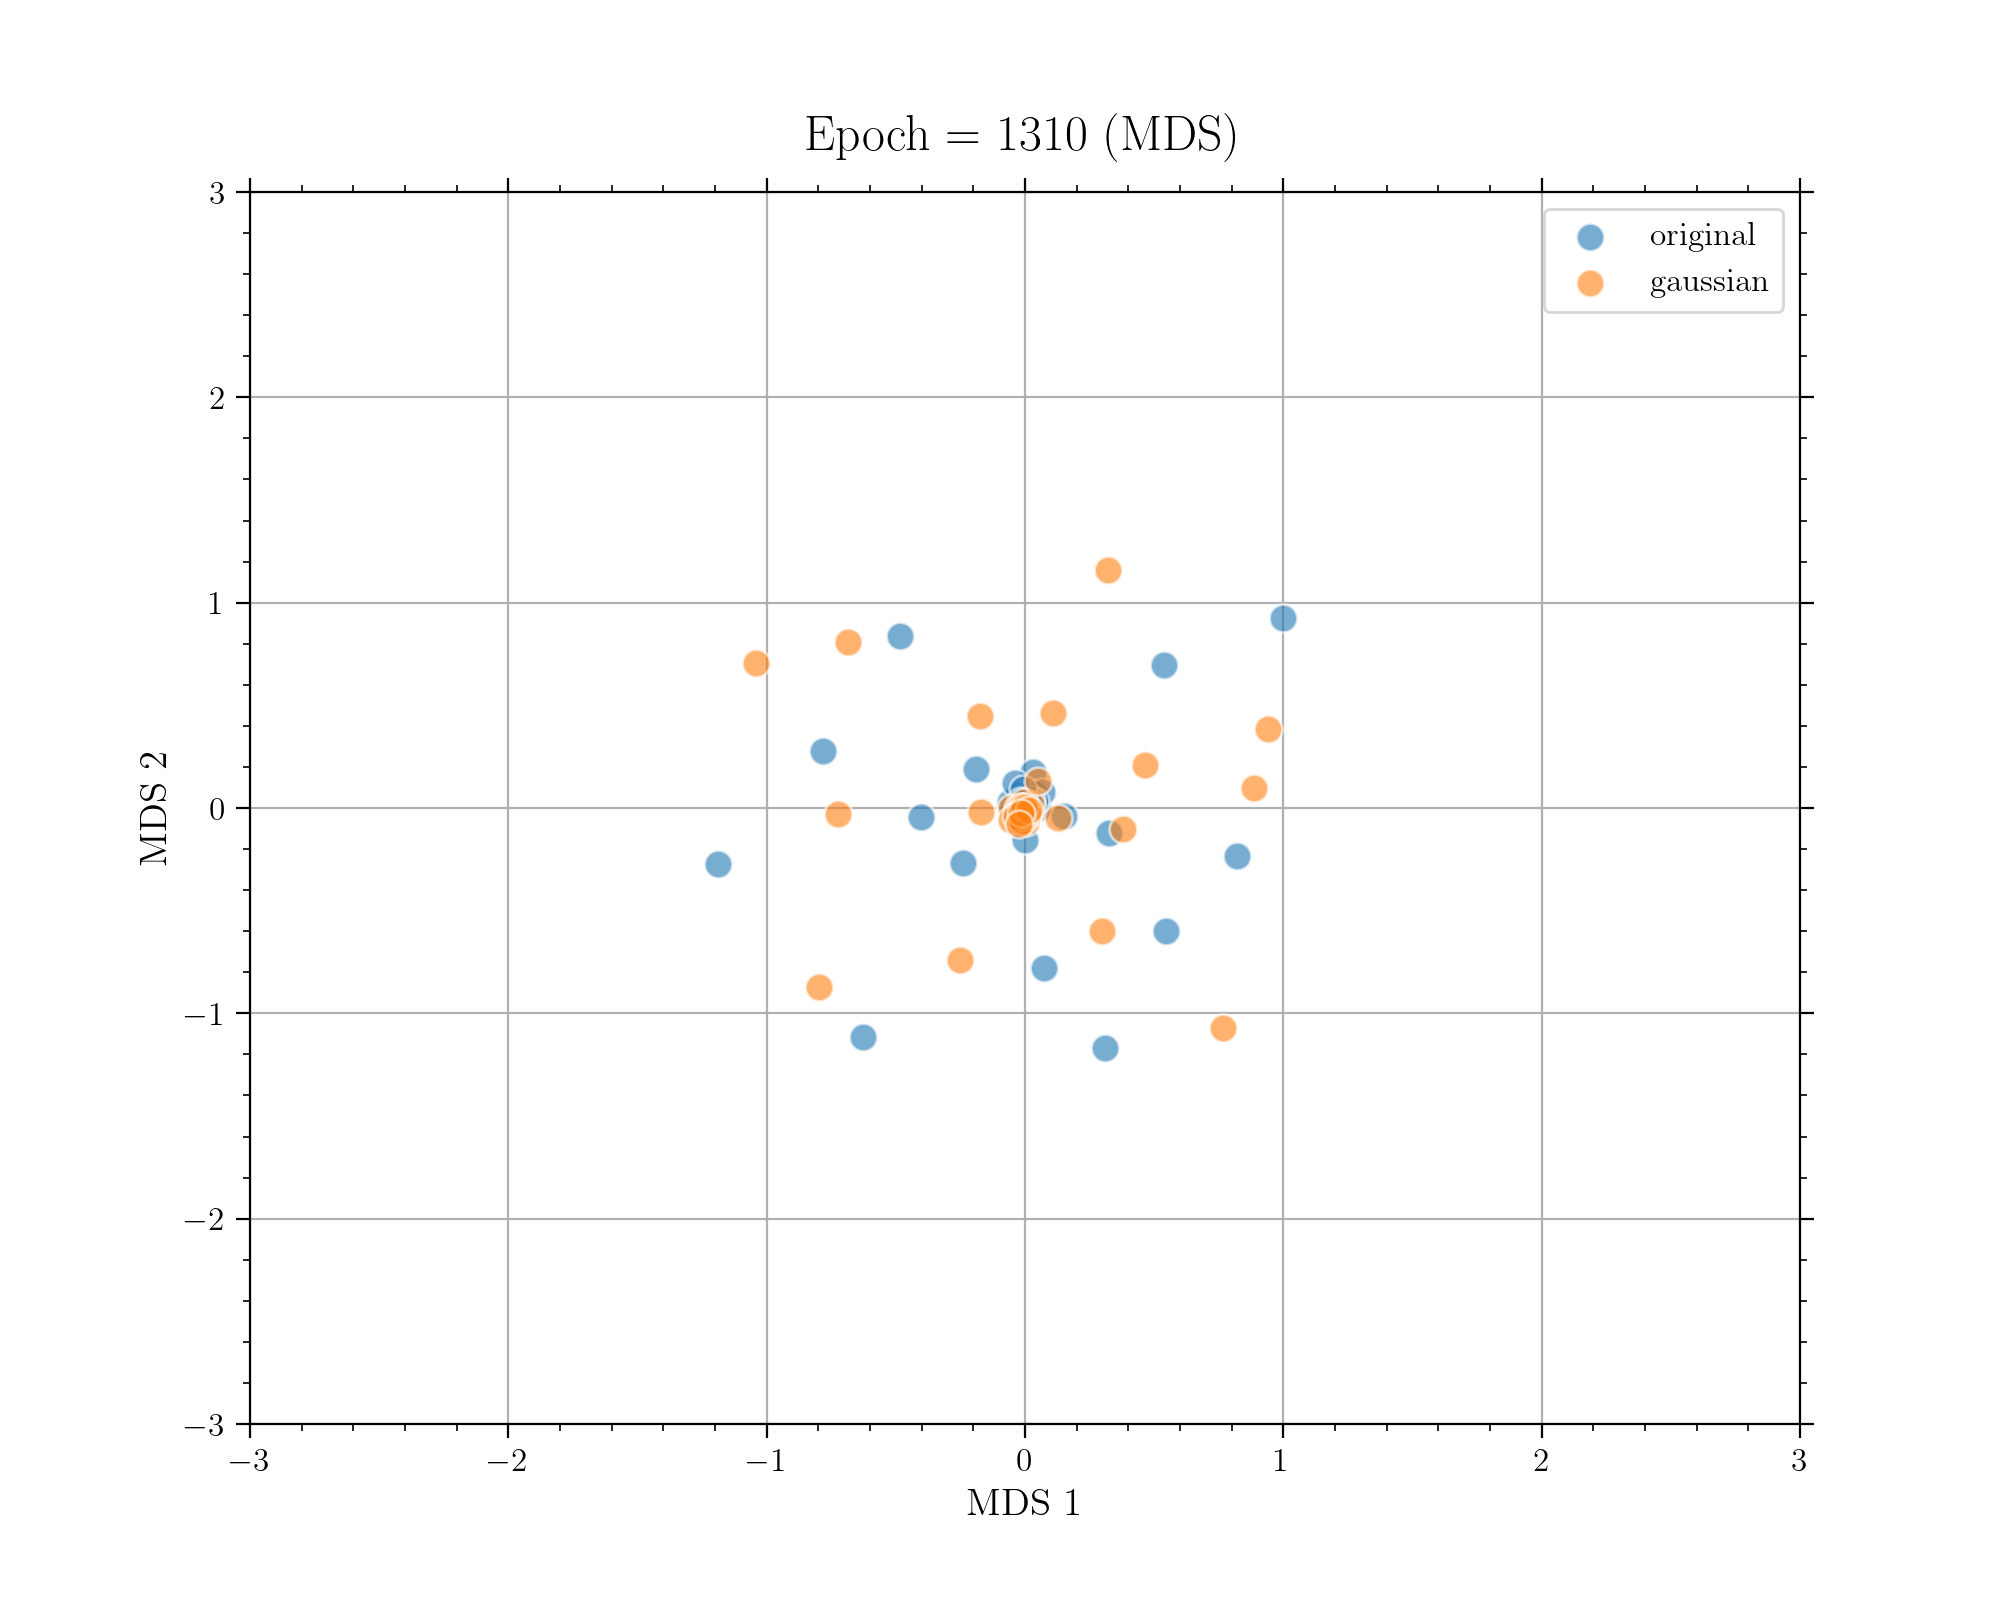 Epoch = 1310 (MDS)
original
gaussian
MDS 2
3
2
1
0
−1
−2
−3
−3 −2 −1 0 1 2 3
MDS 1